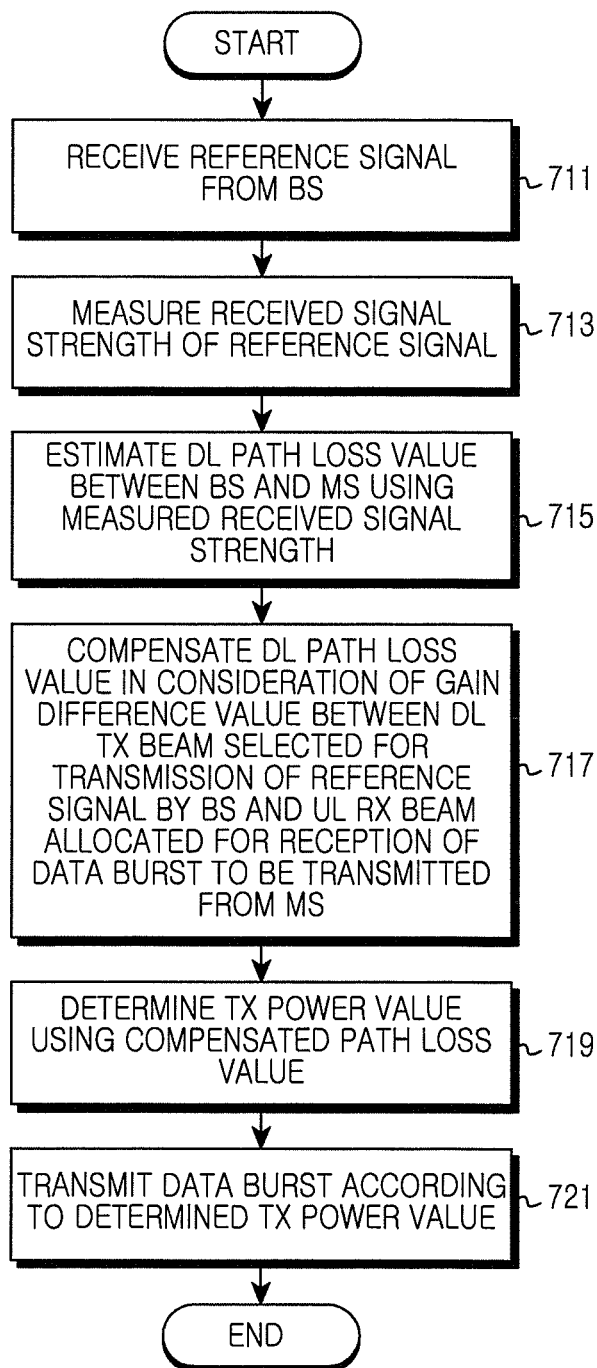 START
RECEIVE REFERENCE SIGNAL
FROM BS
711
MEASURE RECEIVED SIGNAL
STRENGTH OF REFERENCE SIGNAL
713
ESTIMATE DL PATH LOSS VALUE
BETWEEN BS AND MS USING
MEASURED RECEIVED SIGNAL
STRENGTH
715
COMPENSATE DL PATH LOSS
VALUE IN CONSIDERATION OF GAIN
DIFFERENCE VALUE BETWEEN DL
TX BEAM SELECTED FOR
TRANSMISSION OF REFERENCE
SIGNAL BY BS AND UL RX BEAM
ALLOCATED FOR RECEPTION OF
DATA BURST TO BE TRANSMITTED
FROM MS
717
DETERMINE TX POWER VALUE
USING COMPENSATED PATH LOSS
VALUE
719
TRANSMIT DATA BURST ACCORDING
TO DETERMINED TX POWER VALUE
721
END